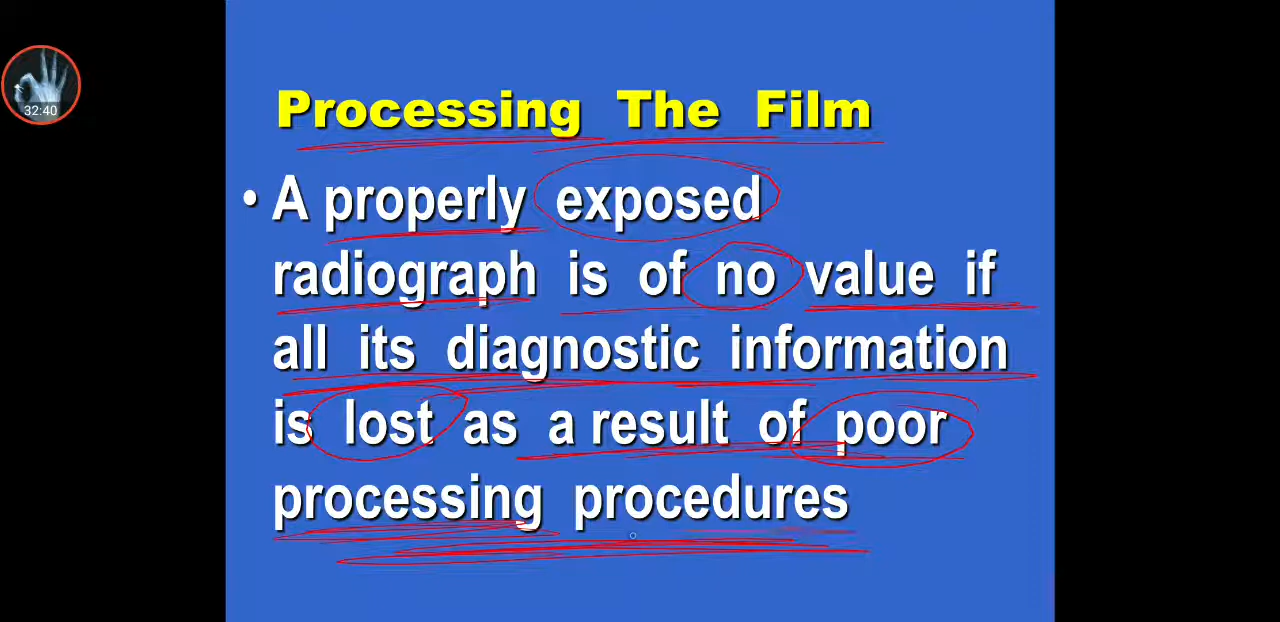 32:40
Processing The Film
• A properly exposed
radiograph is of no value if
all its diagnostic information
is lost as a result of poor
processing procedures